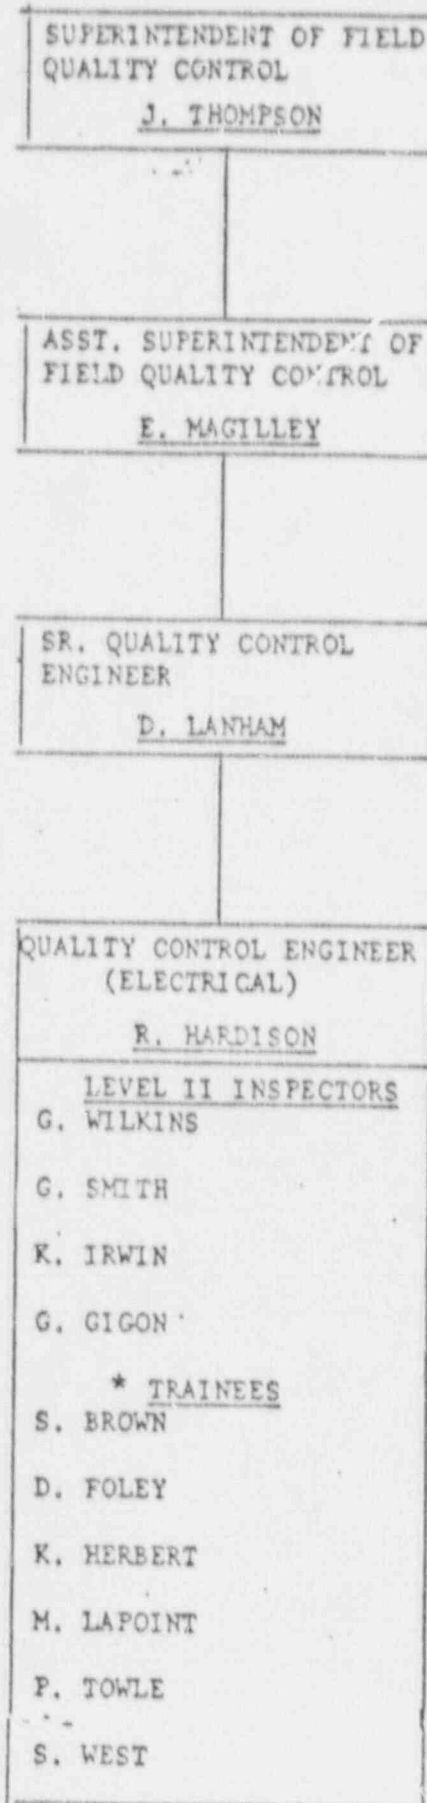 SUPERINTENDENT OF FIELD
QUALITY CONTROL
J. THOMPSON
ASST. SUPERINTENDENT OF
FIELD QUALITY CONTROL
E. MAGILLEY
SR. QUALITY CONTROL
ENGINEER
D. LANHAM
QUALITY CONTROL ENGINEER
(ELECTRICAL)
R. HARDISON
LEVEL II INSPECTORS
G. WILKINS
G. SMITH
K. IRWIN
G. GIGON
* TRAINEES
S. BROWN
D. FOLEY
K. HERBERT
M. LAPOINT
P. TOWLE
S. WEST